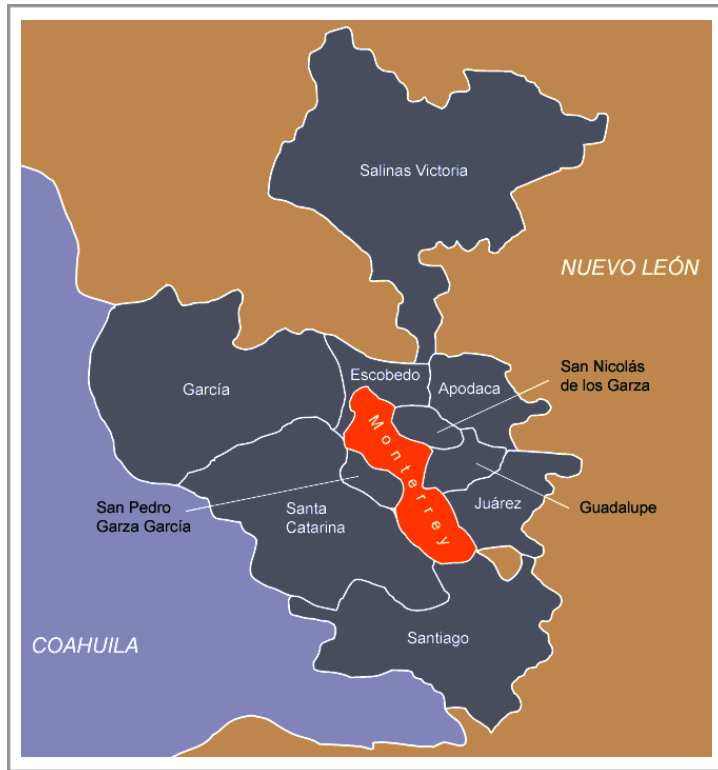 Salinas Victoria
NUEVO LEÓN
San Nicolás
de los Garza
Escobedo
García
Apodaca
Monterrey
San Pedro
Garza García
Santa
Catarina
Juárez
Guadalupe
Santiago
COAHUILA